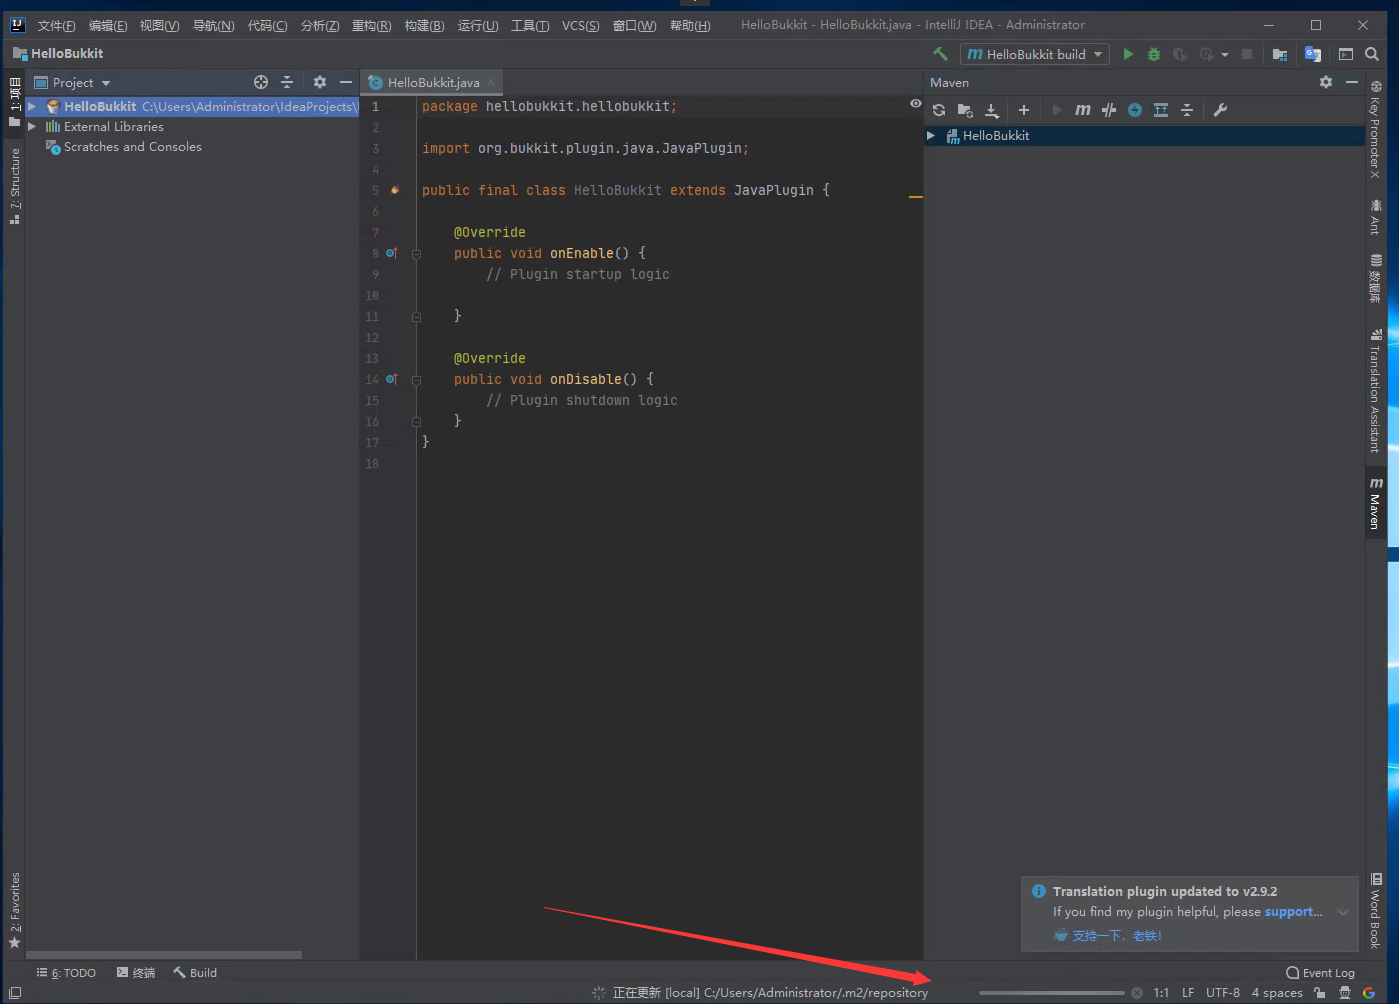 文件(F) 编辑(E) 视图(V) 导航(N) 代码(C) 分析(Z) 重构(R) 构建(B) 运行(U) 工具(T) VCS(S) 窗口(W) 帮助(H) HelloBukkit - HelloBukkit.java - IntelliJ IDEA - Administrator
HelloBukkit
HelloBukkit build
Project
HelloBukkit.java
Maven
HelloBukkit C:\Users\Administrator\IdeaProjects\
External Libraries
Scratches and Consoles
1: 项目
7: Structure
2: Favorites
1 package hellobukkit.hellobukkit;
2
3 import org.bukkit.plugin.java.JavaPlugin;
4
5 public final class HelloBukkit extends JavaPlugin {
6
7 @Override
8 public void onEnable() {
9 // Plugin startup logic
10
11 }
12
13 @Override
14 public void onDisable() {
15 // Plugin shutdown logic
16 }
17 }
18
HelloBukkit
Key Promoter X
Ant
数据库
Translation Assistant
Maven
Word Book
Translation plugin updated to v2.9.2
If you find my plugin helpful, please support...
支持一下，老铁!
6: TODO 终端 Build Event Log
正在更新 [local] C:/Users/Administrator/.m2/repository 1:1 LF UTF-8 4 spaces